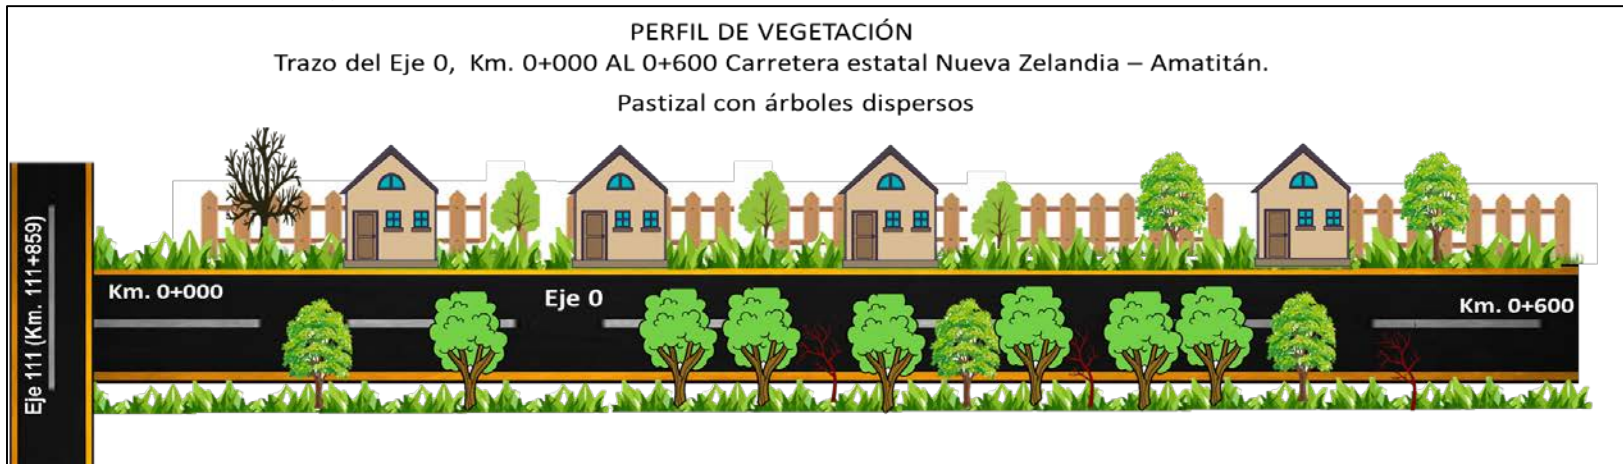 PERFIL DE VEGETACIÓN
Trazo del Eje 0, Km. 0+000 AL 0+600 Carretera estatal Nueva Zelandia – Amatitán.
Pastizal con árboles dispersos
Eje 111 (Km. 111+859)
Km. 0+000
Eje 0
Km. 0+600